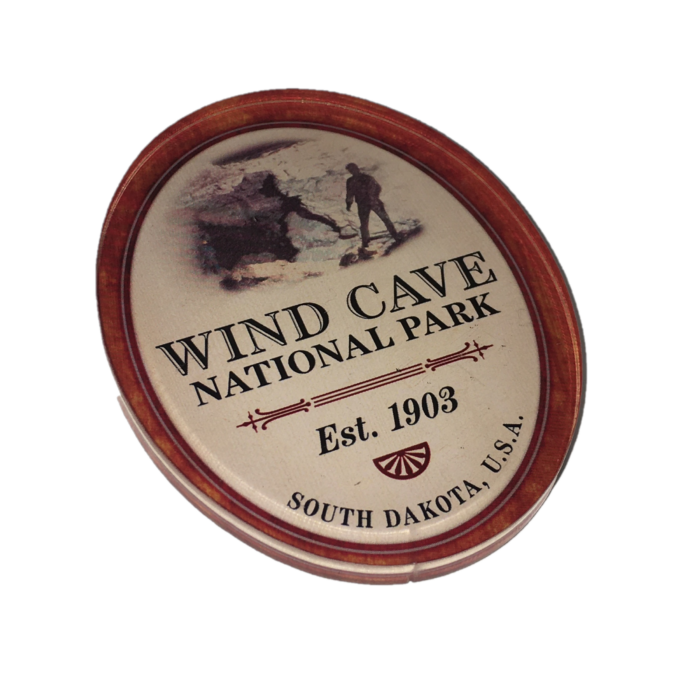 WIND CAVE
NATIONAL PARK
Est. 1903
SOUTH DAKOTA, U.S.A.